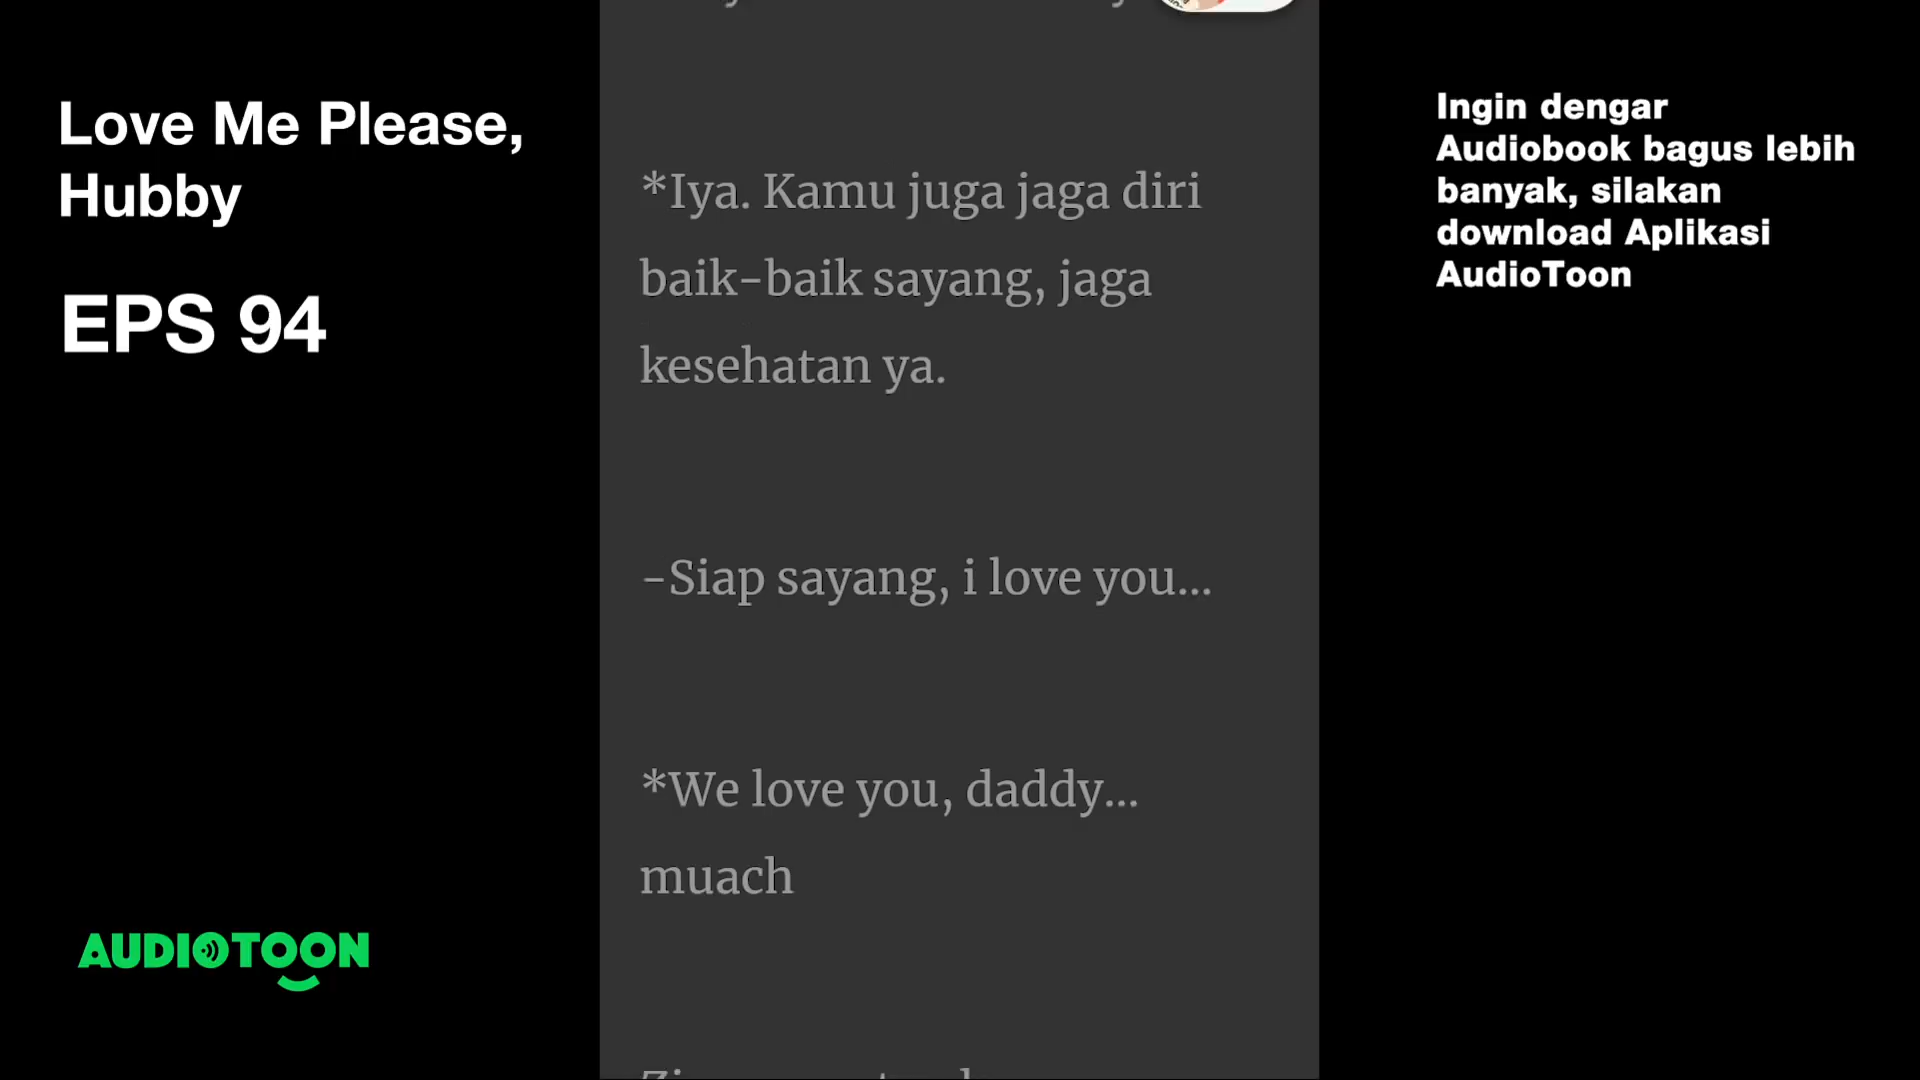 Love Me Please,
Hubby
EPS 94
*Iya. Kamu juga jaga diri
baik-baik sayang, jaga
kesehatan ya.
-Siap sayang, i love you...
*We love you, daddy...
muach
Ingin dengar
Audiobook bagus lebih
banyak, silakan
download Aplikasi
AudioToon
AUDIOTOON